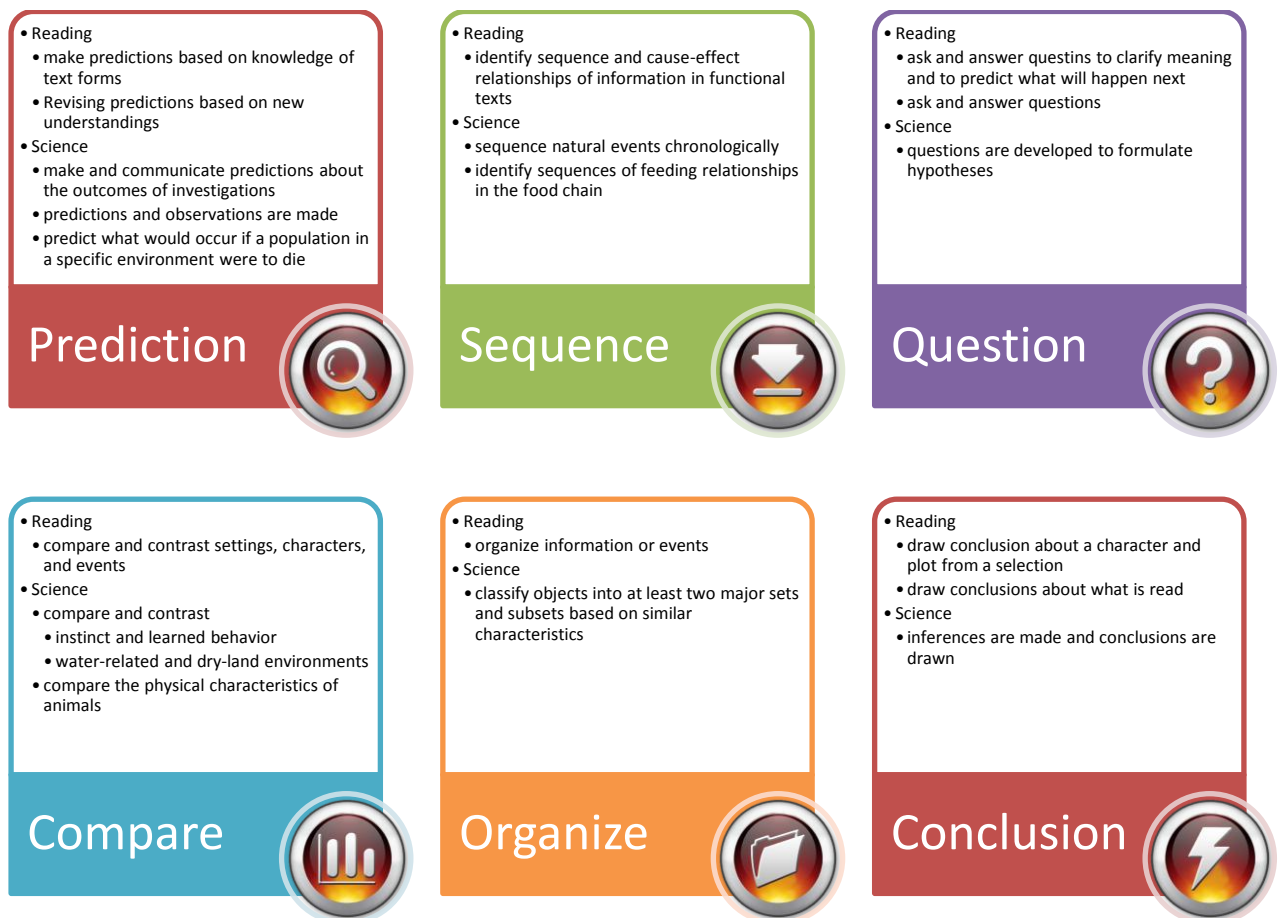 • Reading
• make predictions based on knowledge of
text forms
• Revising predictions based on new
understandings
• Science
• make and communicate predictions about
the outcomes of investigations
• predictions and observations are made
• predict what would occur if a population in
a specific environment were to die
Prediction
• Reading
• identify sequence and cause-effect
relationships of information in functional
texts
• Science
• sequence natural events chronologically
• identify sequences of feeding relationships
in the food chain
Sequence
• Reading
• ask and answer questins to clarify meaning
and to predict what will happen next
• ask and answer questions
• Science
• questions are developed to formulate
hypotheses
Question
• Reading
• compare and contrast settings, characters,
and events
• Science
• compare and contrast
• instinct and learned behavior
• water-related and dry-land environments
• compare the physical characteristics of
animals
Compare
• Reading
• organize information or events
• Science
• classify objects into at least two major sets
and subsets based on similar
characteristics
Organize
• Reading
• draw conclusion about a character and
plot from a selection
• draw conclusions about what is read
• Science
• inferences are made and conclusions are
drawn
Conclusion